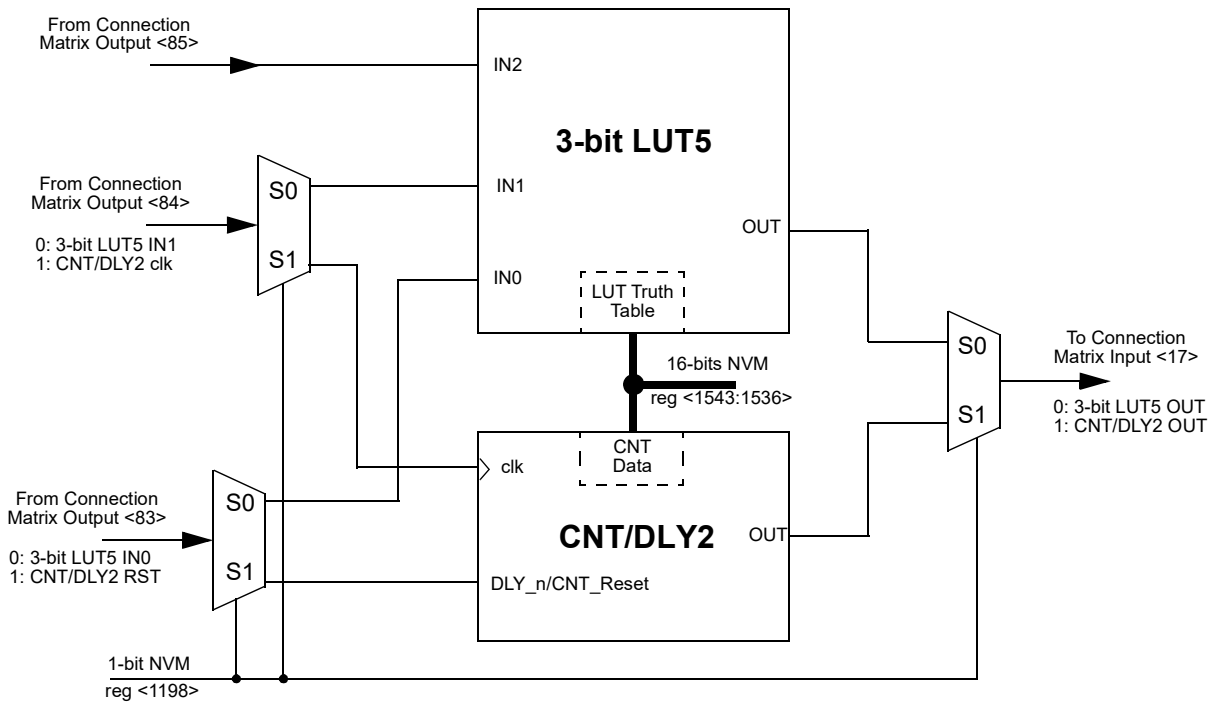 From Connection
Matrix Output <85>
IN2
3-bit LUT5
From Connection
Matrix Output <84>
S0
IN1
0: 3-bit LUT5 IN1
1: CNT/DLY2 clk
S1
OUT
IN0
LUT Truth
Table
16-bits NVM
reg <1543:1536>
S0
To Connection
Matrix Input <17>
S1
0: 3-bit LUT5 OUT
1: CNT/DLY2 OUT
CNT
Data
clk
From Connection
Matrix Output <83>
S0
0: 3-bit LUT5 IN0
1: CNT/DLY2 RST
S1
CNT/DLY2
OUT
DLY_n/CNT_Reset
1-bit NVM
reg <1198>